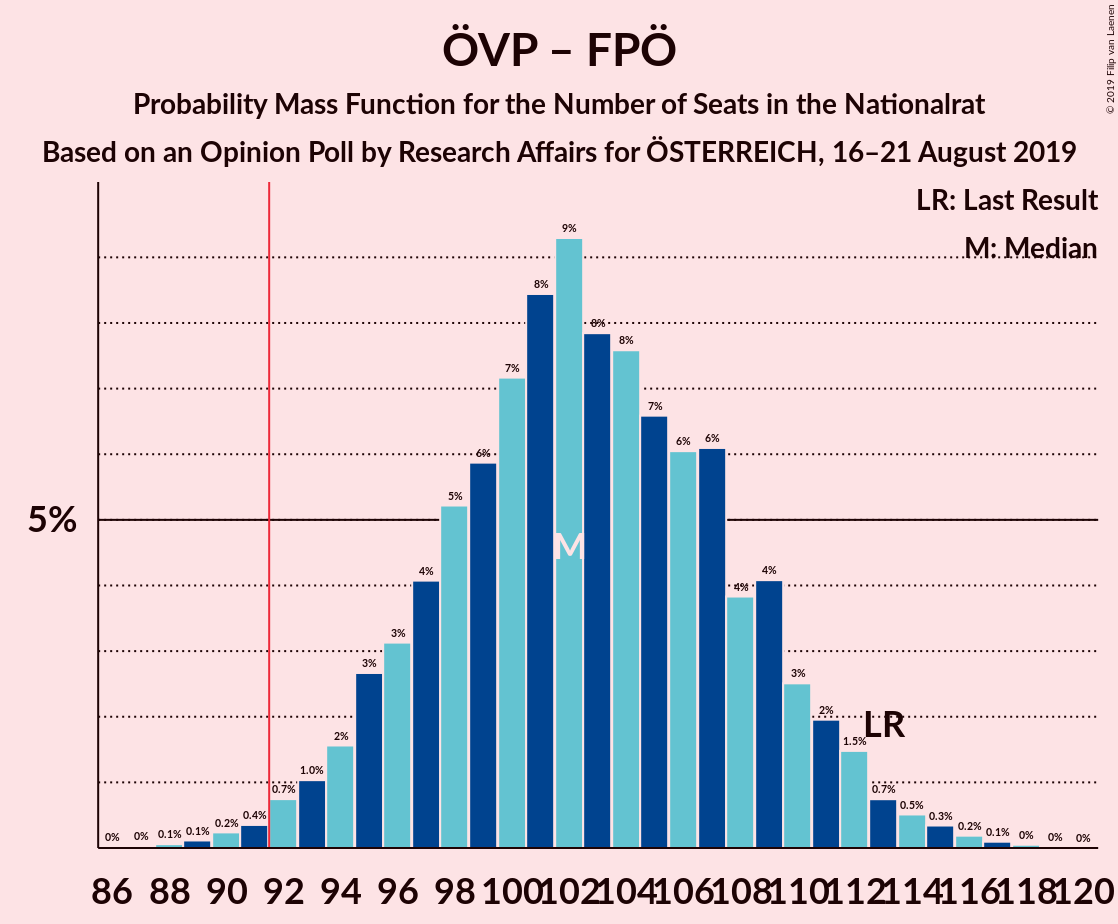 ÖVP – FPÖ
Probability Mass Function for the Number of Seats in the Nationalrat
Based on an Opinion Poll by Research Affairs for ÖSTERREICH, 16–21 August 2019
© 2019 Filip van Laenen
LR: Last Result
M: Median
5%
0% 0% 0.1% 0.1% 0.2% 0.4% 0.7% 1.0% 2% 3% 3% 4% 5% 6% 7% 8% 9% 8% 8% 7% 6% 6% 4% 4% 3% 2% 1.5% 0.7% 0.5% 0.3% 0.2% 0.1% 0% 0% 0%
M
LR
86 88 90 92 94 96 98 100 102 104 106 108 110 112 114 116 118 120